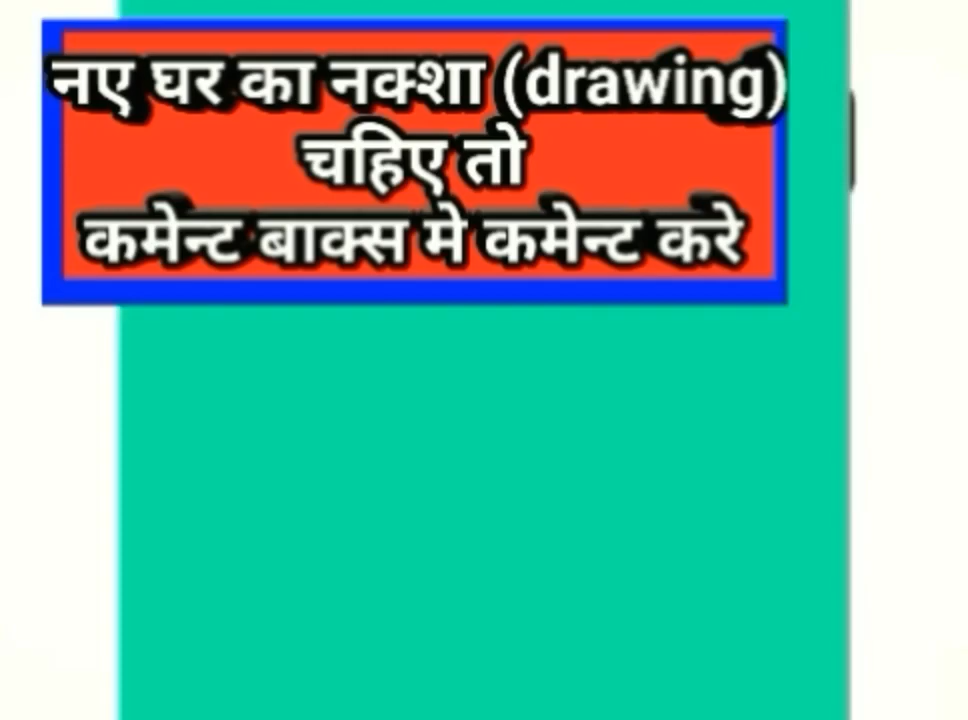 नए घर का नक्शा (drawing)
चहिए तो
कमेन्ट बाक्स मे कमेन्ट करे